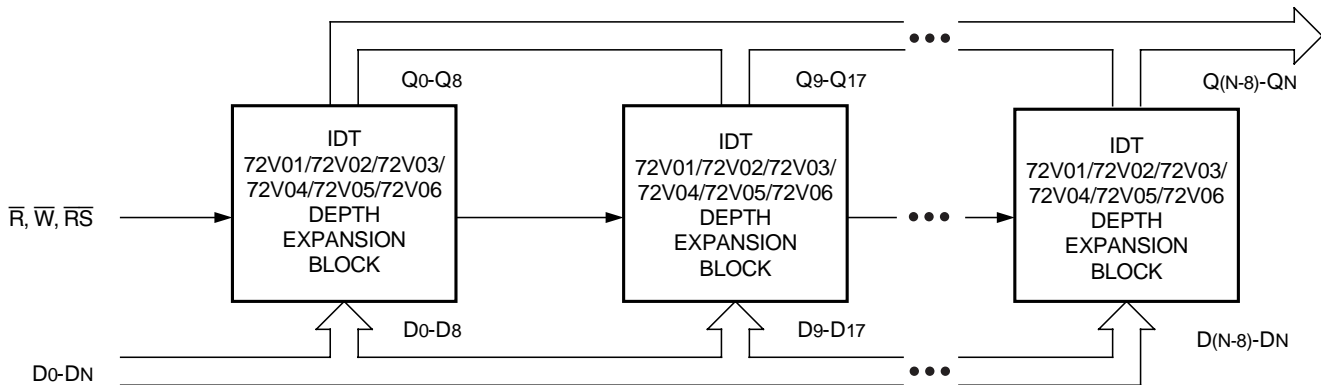 Q0-Q8
Q9-Q17
Q(N-8)-QN
IDT
72V01/72V02/72V03/
72V04/72V05/72V06
DEPTH
EXPANSION
BLOCK
IDT
72V01/72V02/72V03/
72V04/72V05/72V06
DEPTH
EXPANSION
BLOCK
IDT
72V01/72V02/72V03/
72V04/72V05/72V06
DEPTH
EXPANSION
BLOCK
R̅, W̅, R̅S̅
D0-D8
D9-D17
D(N-8)-DN
D0-DN